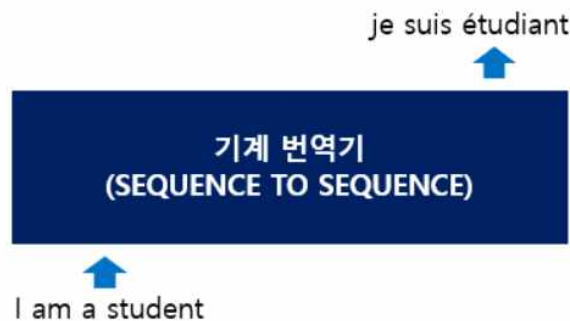 je suis étudiant
기계 번역기
(SEQUENCE TO SEQUENCE)
I am a student